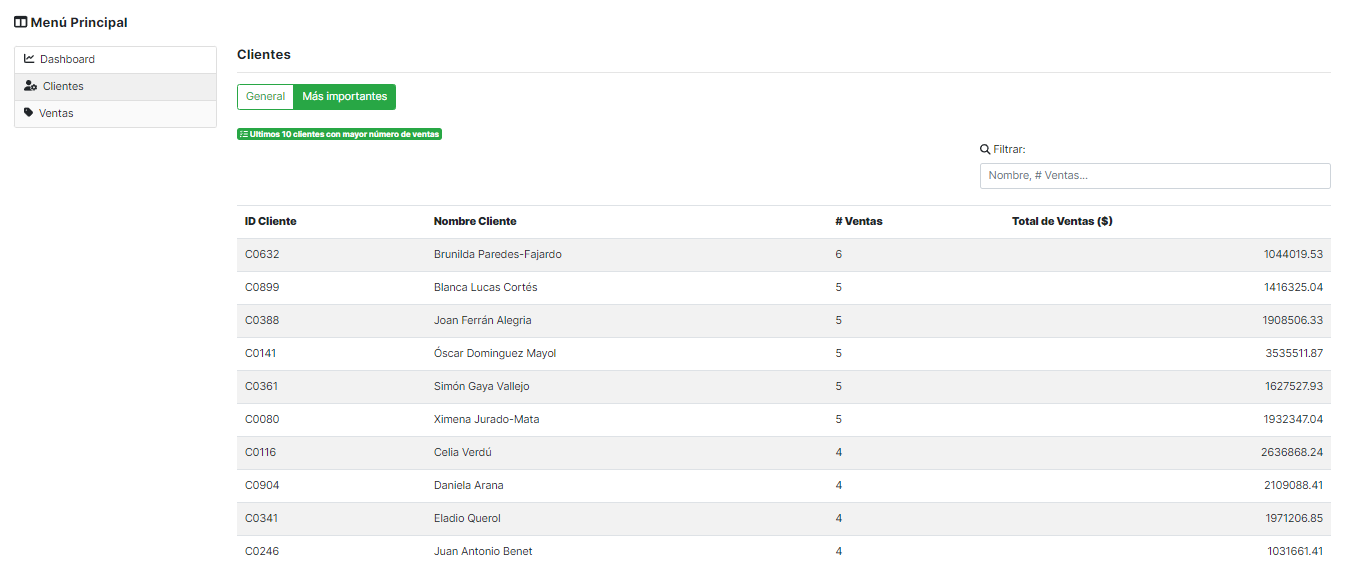 Menú Principal
Dashboard
Clientes
Ventas
Clientes
General Más importantes
Ultimos 10 clientes con mayor número de ventas
Filtrar:
Nombre, # Ventas...
ID Cliente Nombre Cliente # Ventas Total de Ventas ($)
C0632 Brunilda Paredes-Fajardo 6 1044019.53
C0899 Blanca Lucas Cortés 5 1416325.04
C0388 Joan Ferrán Alegria 5 1908506.33
C0141 Óscar Dominguez Mayol 5 3535511.87
C0361 Simón Gaya Vallejo 5 1627527.93
C0080 Ximena Jurado-Mata 5 1932347.04
C0116 Celia Verdú 4 2636868.24
C0904 Daniela Arana 4 2109088.41
C0341 Eladio Querol 4 1971206.85
C0246 Juan Antonio Benet 4 1031661.41